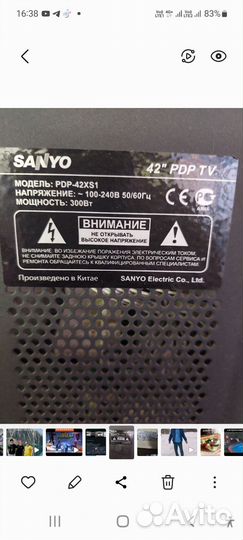 16:38
83%
SANYO
42" PDP TV
МОДЕЛЬ: PDP-42XS1
НАПРЯЖЕНИЕ: ~ 100-240В 50/60Гц
МОЩНОСТЬ: 300Вт
ВНИМАНИЕ
НЕ ОТКРЫВАТЬ
ВЫСОКОЕ НАПРЯЖЕНИЕ
ВНИМАНИЕ: ВО ИЗБЕЖАНИЕ ПОРАЖЕНИЯ ЭЛЕКТРИЧЕСКИМ ТОКОМ,
НЕ СНИМАЙТЕ ЗАДНЮЮ КРЫШКУ КОРПУСА. ПО ВОПРОСАМ СЕРВИСА И
РЕМОНТА ОБРАЩАЙТЕСЬ К КВАЛИФИЦИРОВАННЫМ СПЕЦИАЛИСТАМ.
Произведено в Китае
SANYO Electric Co., Ltd.
Avito